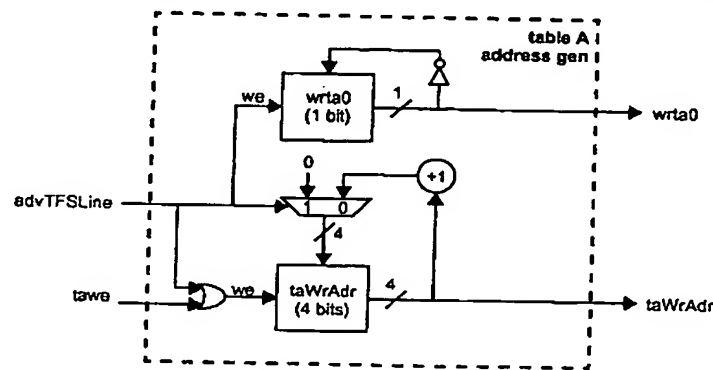 table A
address gen
we
wrta0
(1 bit)
1
wrta0
0
+1
advTFSLine
1 0
4
tawe
we
taWrAdr
(4 bits)
4
taWrAdr